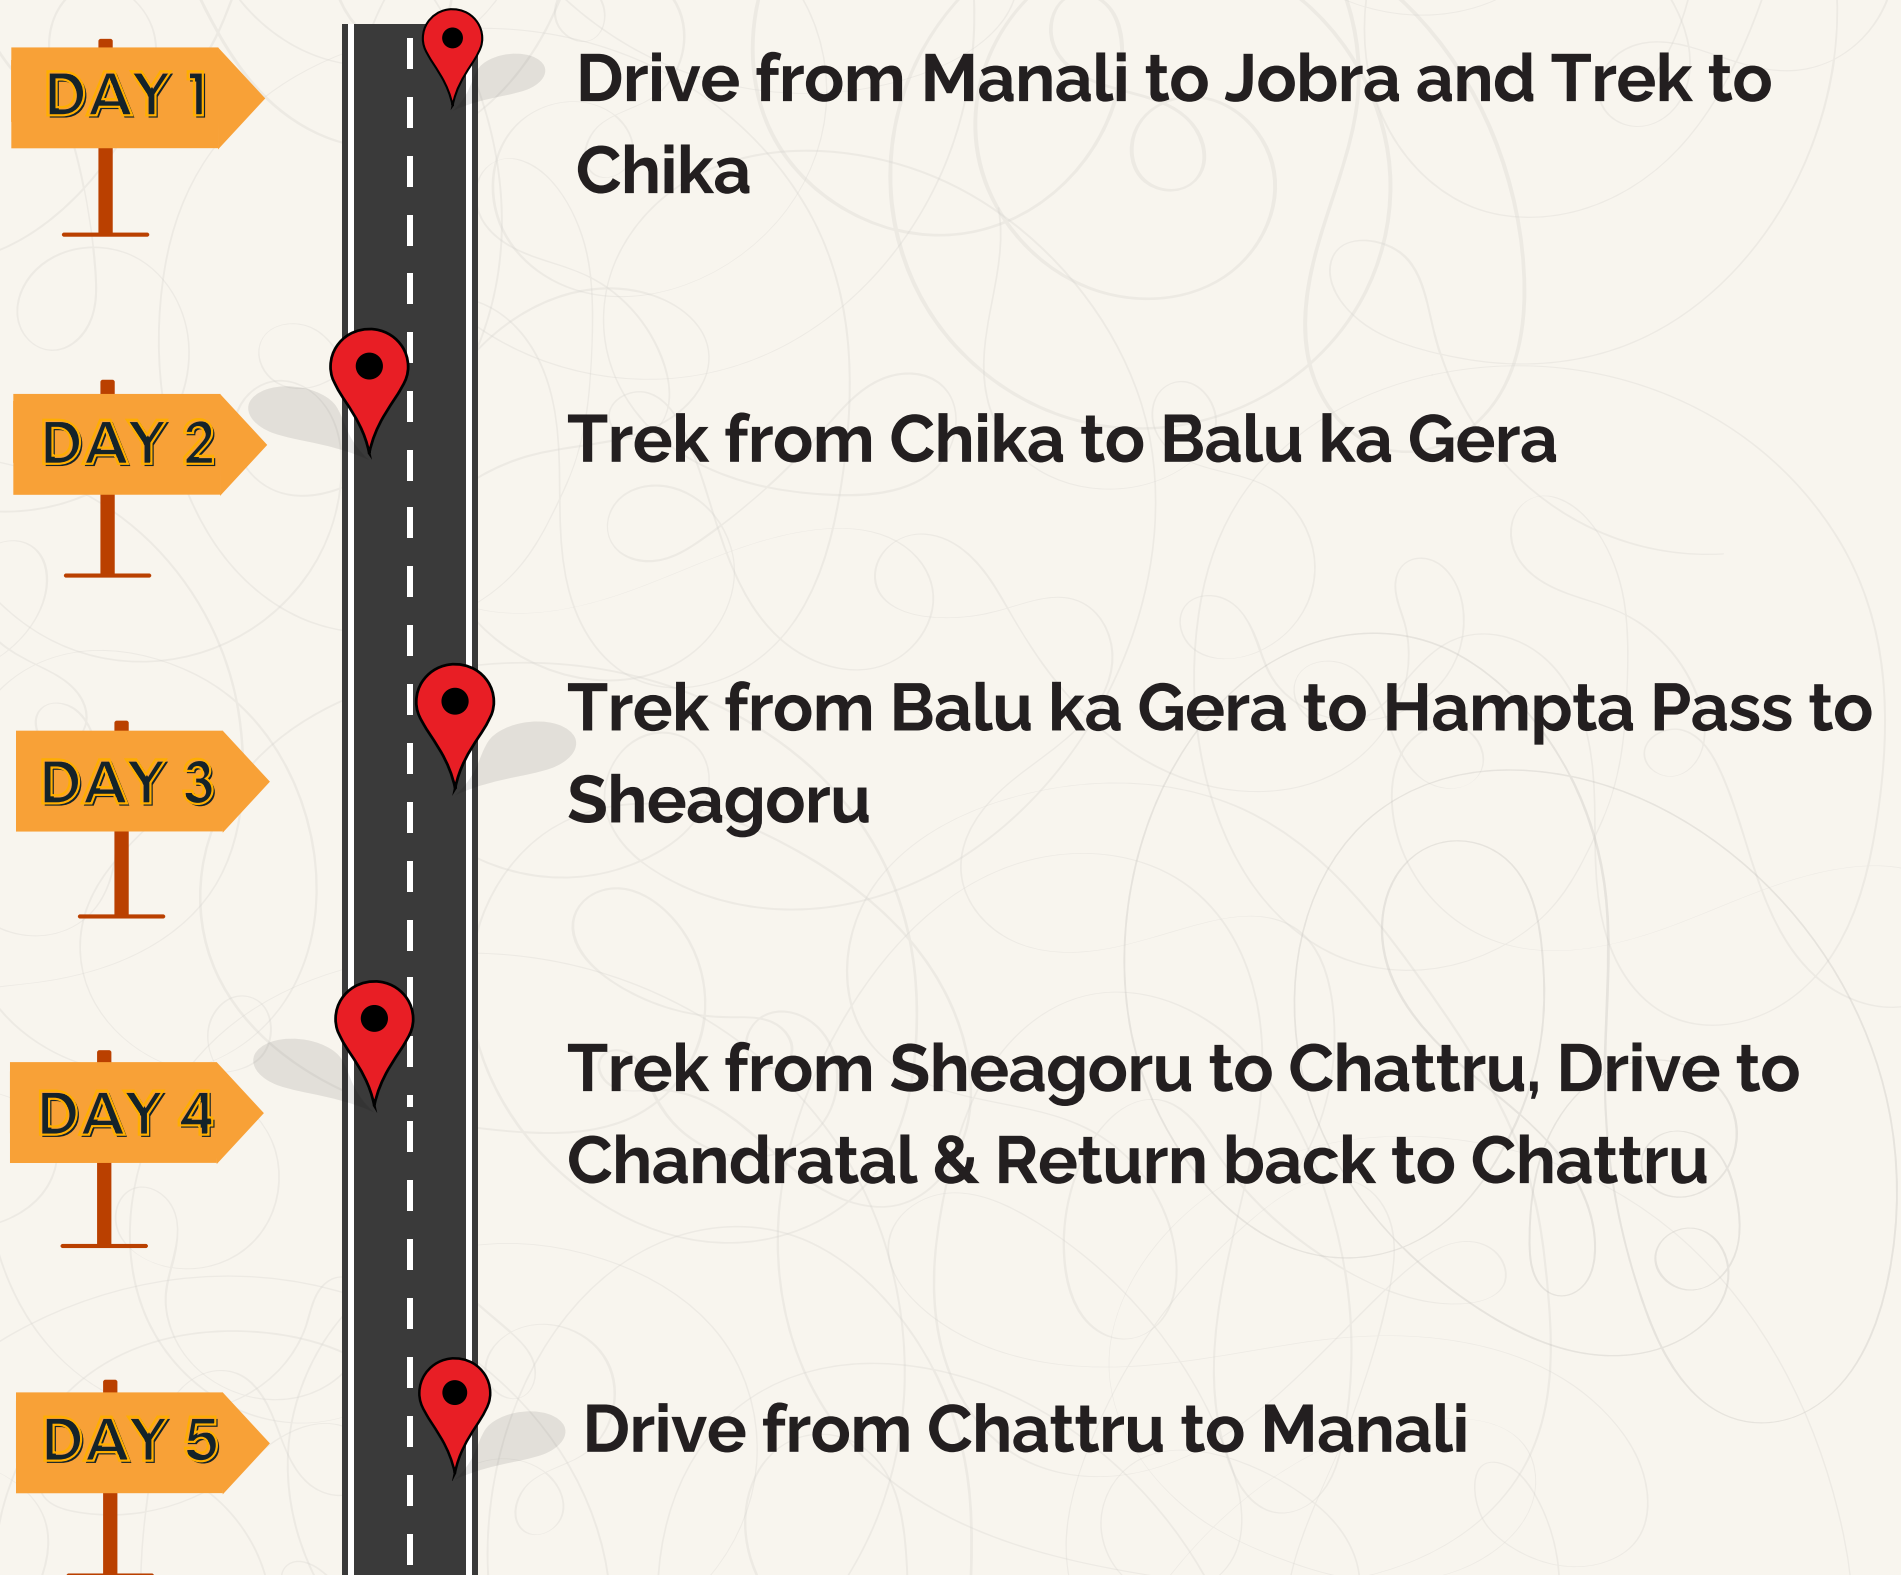 DAY 1
Drive from Manali to Jobra and Trek to
Chika
DAY 2
Trek from Chika to Balu ka Gera
DAY 3
Trek from Balu ka Gera to Hampta Pass to
Sheagoru
DAY 4
Trek from Sheagoru to Chattru, Drive to
Chandratal & Return back to Chattru
DAY 5
Drive from Chattru to Manali